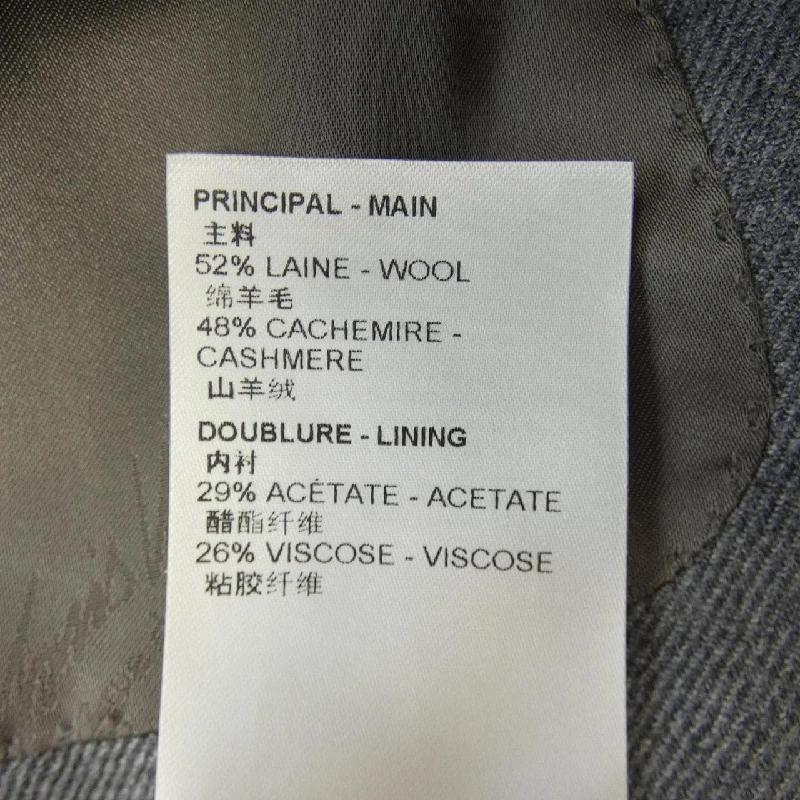 PRINCIPAL - MAIN
主料
52% LAINE - WOOL
绵羊毛
48% CACHEMIRE -
CASHMERE
山羊绒
DOUBLURE - LINING
内衬
29% ACÉTATE - ACETATE
醋酯纤维
26% VISCOSE - VISCOSE
粘胶纤维